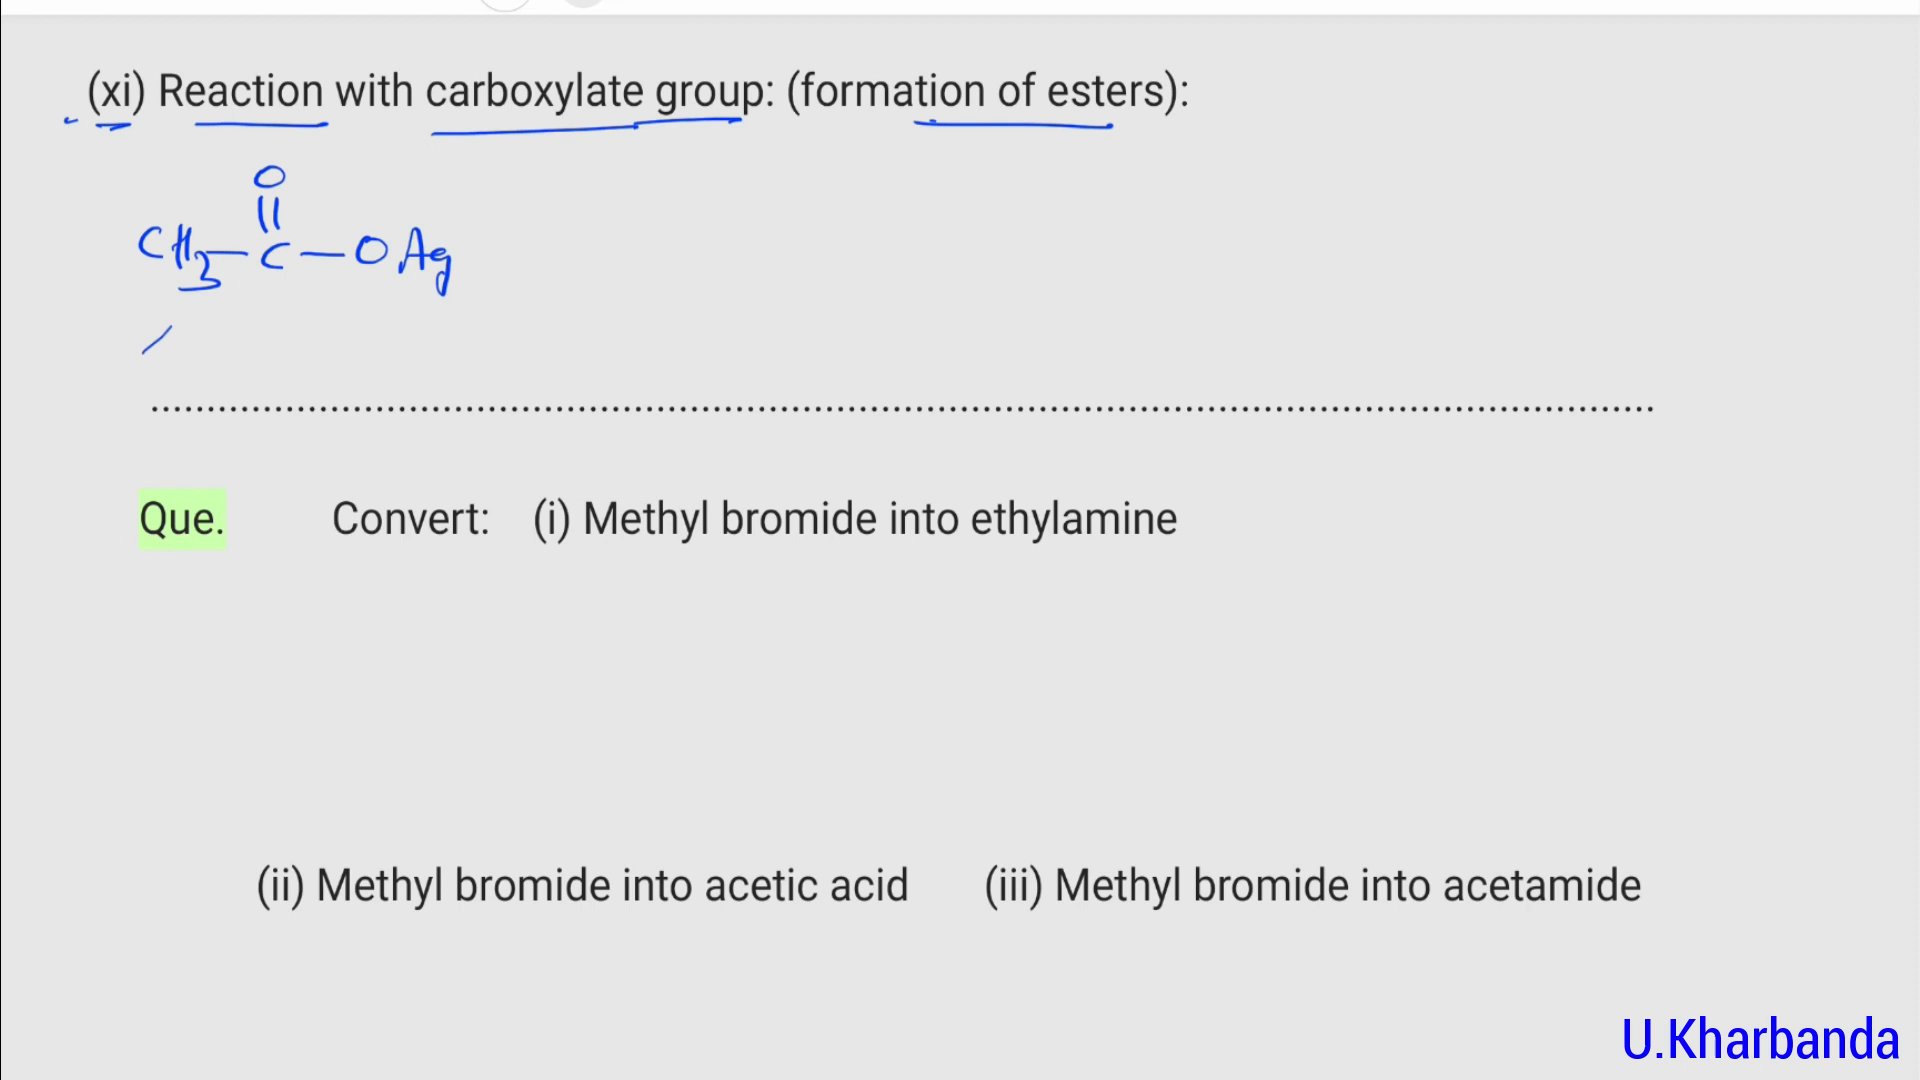 (xi) Reaction with carboxylate group: (formation of esters):
O
||
CH3—C—OAg
Que. Convert: (i) Methyl bromide into ethylamine
(ii) Methyl bromide into acetic acid (iii) Methyl bromide into acetamide
U.Kharbanda